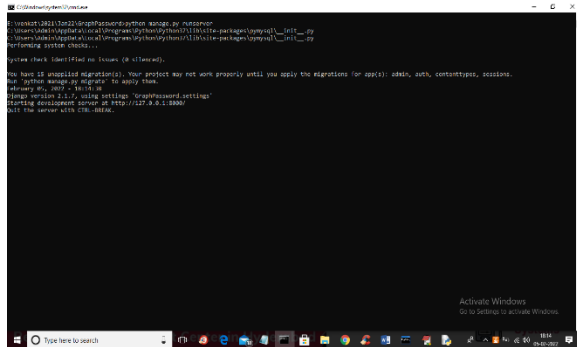 C:\Windows\system32\cmd.exe
E:\venkat\2021\Jan22\GraphPassword>python manage.py runserver
C:\Users\Admin\AppData\Local\Programs\Python\Python37\lib\site-packages\pymysql\__init__.py
C:\Users\Admin\AppData\Local\Programs\Python\Python37\lib\site-packages\pymysql\__init__.py
Performing system checks...
System check identified no issues (0 silenced).
You have 15 unapplied migration(s). Your project may not work properly until you apply the migrations for app(s): admin, auth, contenttypes, sessions.
Run 'python manage.py migrate' to apply them.
February 05, 2022 - 18:14:30
Django version 2.1.7, using settings 'GraphPassword.settings'
Starting development server at http://127.0.0.1:8000/
Quit the server with CTRL-BREAK.
Activate Windows
Go to Settings to activate Windows.
Type here to search
18:14
05-02-2022